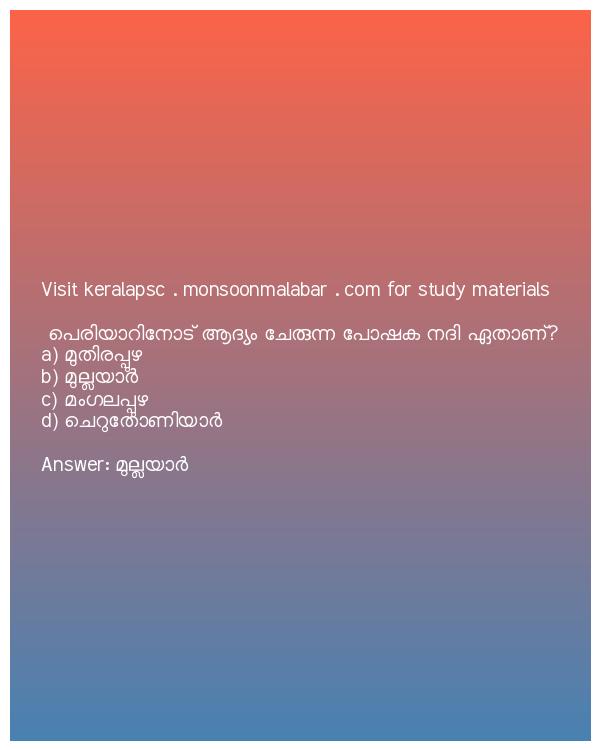 Visit keralapsc . monsoonmalabar . com for study materials
പെരിയാറിനോട് ആദ്യം ചേരുന്ന പോഷക നദി ഏതാണ്?
a) മുതിരപ്പുഴ
b) മുല്ലയാർ
c) മംഗലപ്പുഴ
d) ചെറുതോണിയാർ
Answer: മുല്ലയാർ